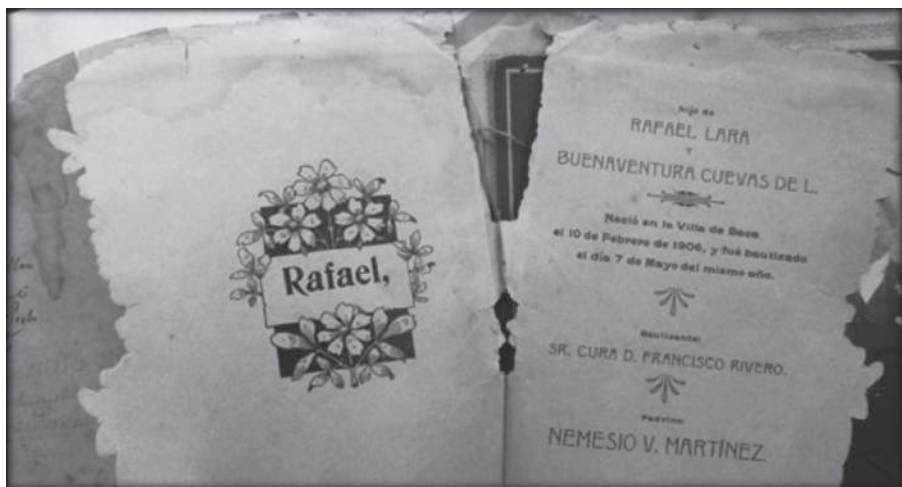 Rafael,
hijo de
RAFAEL LARA
Y
BUENAVENTURA CUEVAS DE L.
Nació en la Villa de Baca
el 10 de Febrero de 1906, y fué bautizado
el día 7 de Mayo del mismo año.
Bautizante:
SR. CURA D. FRANCISCO RIVERO.
Padrino:
NEMESIO V. MARTÍNEZ.